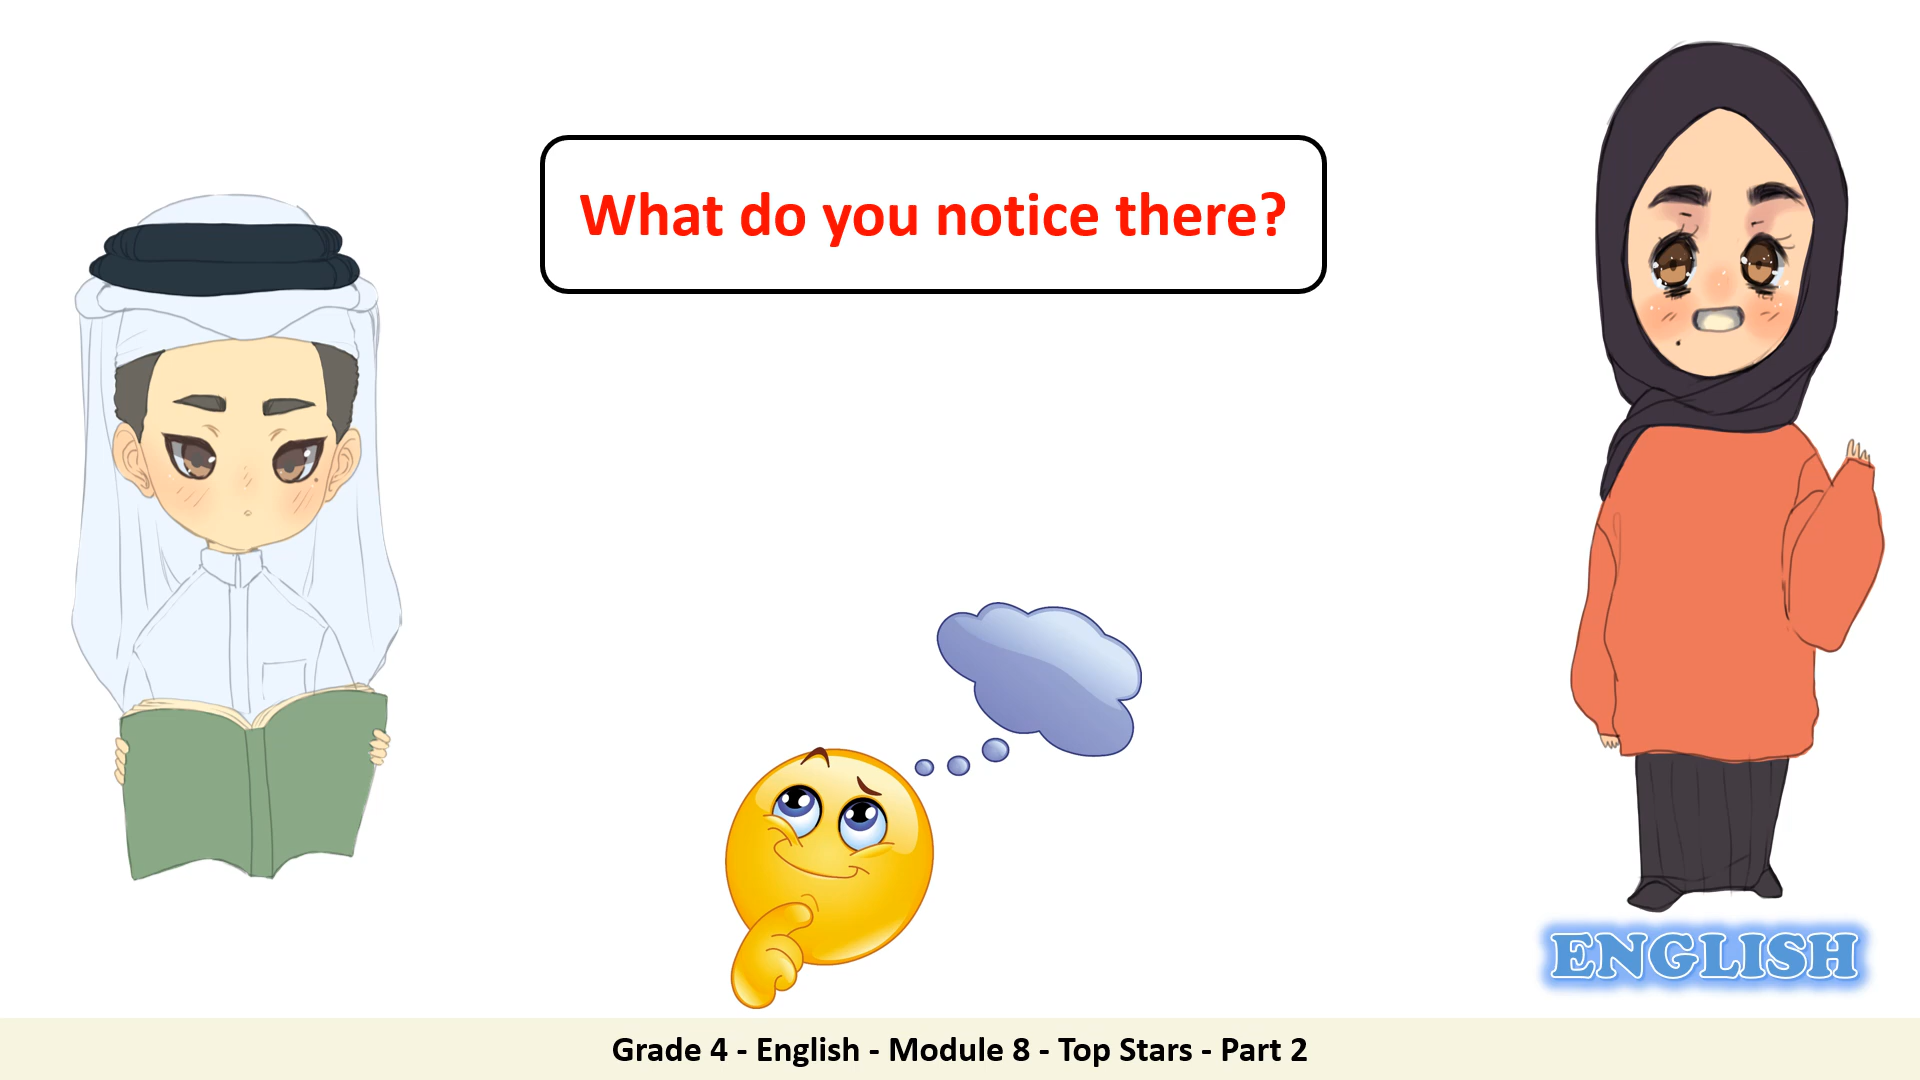 What do you notice there?
ENGLISH
Grade 4 - English - Module 8 - Top Stars - Part 2